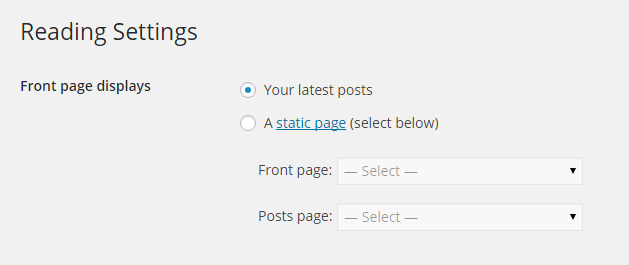 Reading Settings
Front page displays
Your latest posts
A static page (select below)
Front page: — Select —
Posts page: — Select —